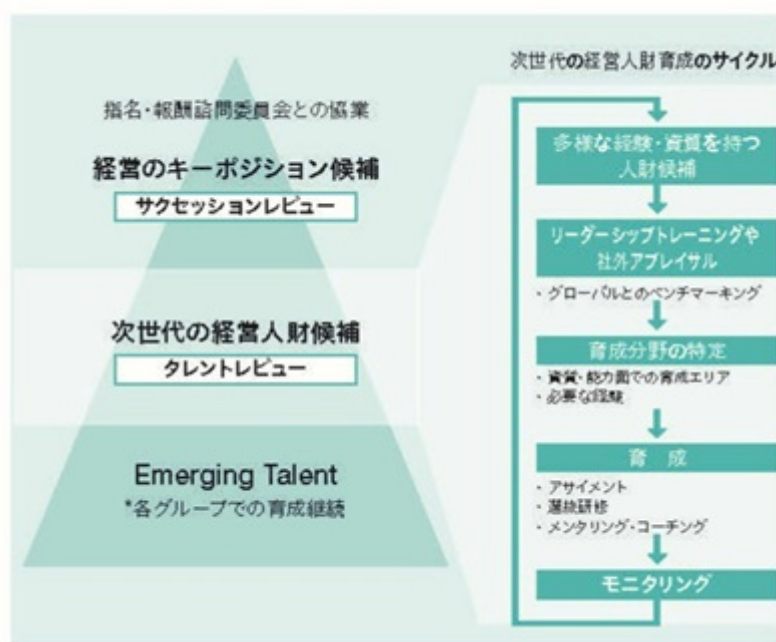 指名・報酬諮問委員会との協業
経営のキーポジション候補
サクセッションレビュー
次世代の経営人財候補
タレントレビュー
Emerging Talent
*各グループでの育成継続
次世代の経営人財育成のサイクル
多様な経験・資質を持つ
人財候補
リーダーシップトレーニングや
社外アプレイザル
・グローバルとのベンチマーキング
育成分野の特定
・資質・能力面での育成エリア
・必要な経験
育 成
・アサイメント
・選抜研修
・メンタリング・コーチング
モニタリング